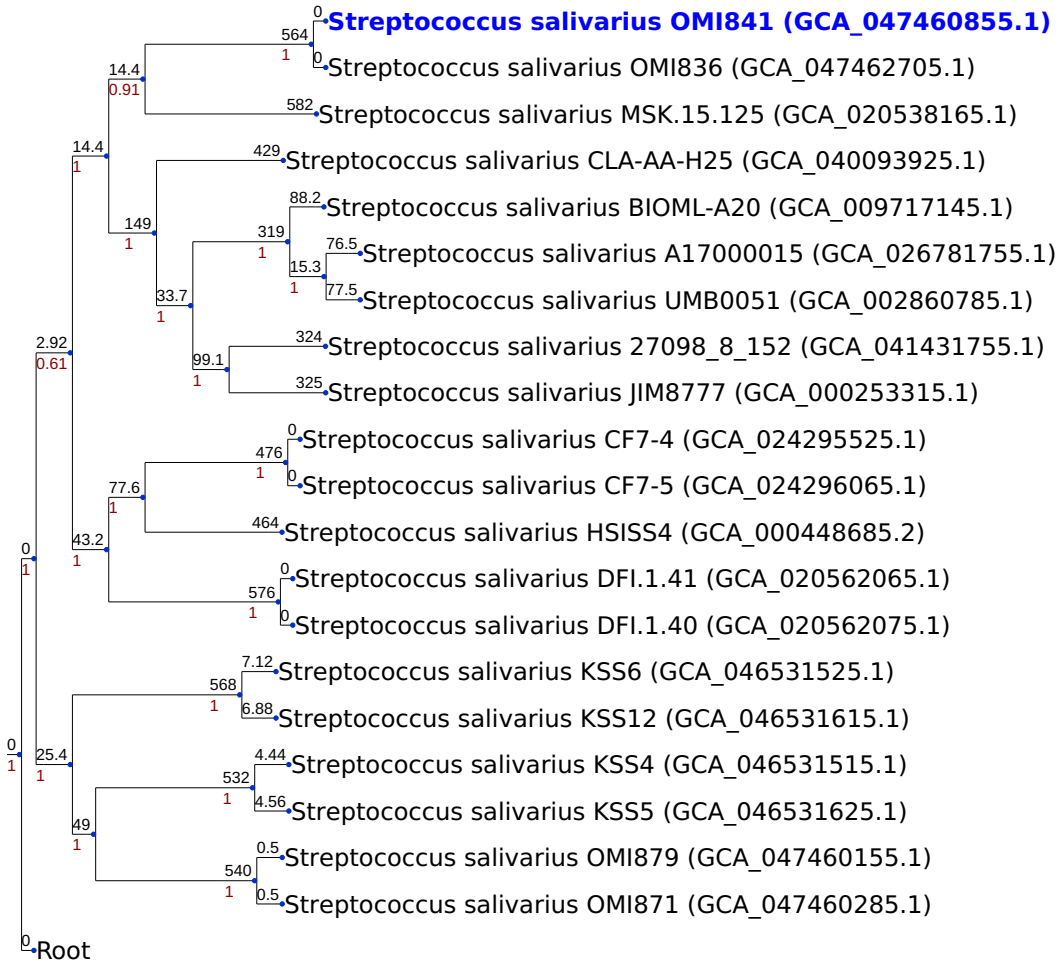 0
Streptococcus salivarius OMI841 (GCA_047460855.1)
564
1
0
Streptococcus salivarius OMI836 (GCA_047462705.1)
14.4
0.91
582
Streptococcus salivarius MSK.15.125 (GCA_020538165.1)
14.4
1
429
Streptococcus salivarius CLA-AA-H25 (GCA_040093925.1)
88.2
Streptococcus salivarius BIOML-A20 (GCA_009717145.1)
149
1
319
1
76.5
Streptococcus salivarius A17000015 (GCA_026781755.1)
15.3
1
77.5
Streptococcus salivarius UMB0051 (GCA_002860785.1)
33.7
1
324
Streptococcus salivarius 27098_8_152 (GCA_041431755.1)
2.92
0.61
99.1
1
325
Streptococcus salivarius JIM8777 (GCA_000253315.1)
0
Streptococcus salivarius CF7-4 (GCA_024295525.1)
476
1
0
Streptococcus salivarius CF7-5 (GCA_024296065.1)
77.6
1
464
Streptococcus salivarius HSISS4 (GCA_000448685.2)
43.2
1
0
1
0
Streptococcus salivarius DFI.1.41 (GCA_020562065.1)
576
1
0
Streptococcus salivarius DFI.1.40 (GCA_020562075.1)
7.12
Streptococcus salivarius KSS6 (GCA_046531525.1)
568
1
6.88
Streptococcus salivarius KSS12 (GCA_046531615.1)
0
1
25.4
1
4.44
Streptococcus salivarius KSS4 (GCA_046531515.1)
532
1
4.56
Streptococcus salivarius KSS5 (GCA_046531625.1)
49
1
0.5
Streptococcus salivarius OMI879 (GCA_047460155.1)
540
1
0.5
Streptococcus salivarius OMI871 (GCA_047460285.1)
0
Root